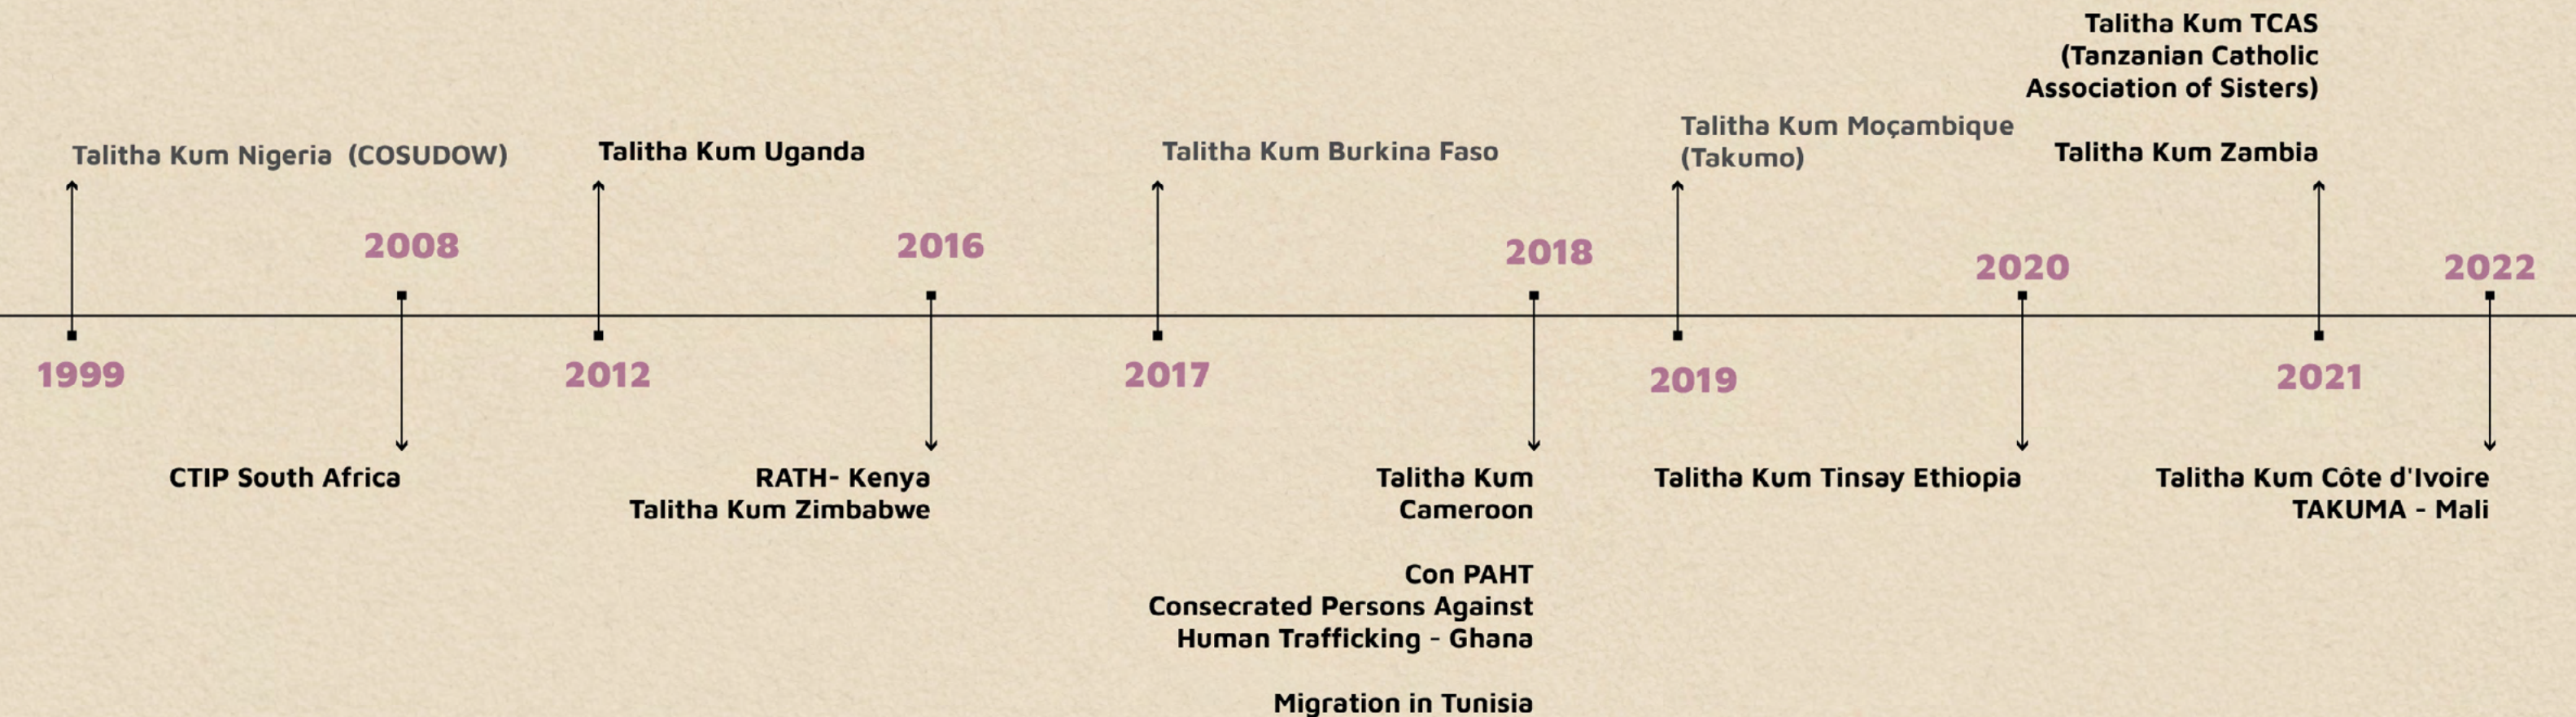 Talitha Kum TCAS
(Tanzanian Catholic
Association of Sisters)
Talitha Kum Nigeria (COSUDOW)
Talitha Kum Uganda
Talitha Kum Burkina Faso
Talitha Kum Moçambique
(Takumo)
Talitha Kum Zambia
2008
2016
2018
2020
2022
1999
2012
2017
2019
2021
CTIP South Africa
RATH- Kenya
Talitha Kum Zimbabwe
Talitha Kum
Cameroon
Con PAHT
Consecrated Persons Against
Human Trafficking - Ghana
Migration in Tunisia
Talitha Kum Tinsay Ethiopia
Talitha Kum Côte d'Ivoire
TAKUMA - Mali